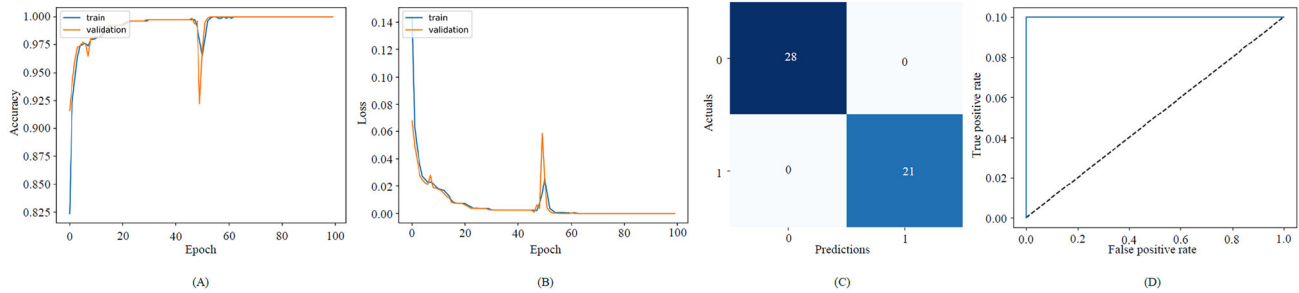 1.000
0.975
0.950
0.925
0.900
0.875
0.850
0.825
Accuracy
train
validation
0 20 40 60 80 100
Epoch
(A)
0.14
0.12
0.10
0.08
0.06
0.04
0.02
0.00
Loss
train
validation
0 20 40 60 80 100
Epoch
(B)
Actuals
0
28 0
1
0 21
0 1
Predictions
(C)
0.10
0.08
0.06
0.04
0.02
0.00
True positive rate
0.0 0.2 0.4 0.6 0.8 1.0
False positive rate
(D)